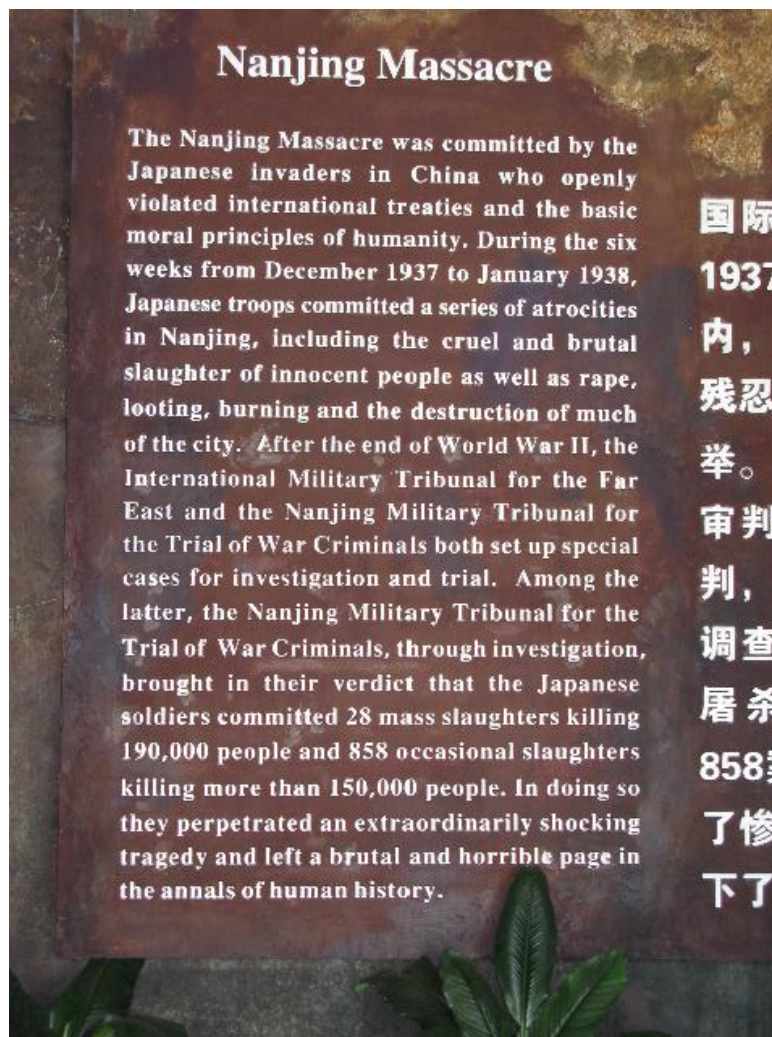 Nanjing Massacre
The Nanjing Massacre was committed by the
Japanese invaders in China who openly
violated international treaties and the basic
moral principles of humanity. During the six
weeks from December 1937 to January 1938,
Japanese troops committed a series of atrocities
in Nanjing, including the cruel and brutal
slaughter of innocent people as well as rape,
looting, burning and the destruction of much
of the city. After the end of World War II, the
International Military Tribunal for the Far
East and the Nanjing Military Tribunal for
the Trial of War Criminals both set up special
cases for investigation and trial. Among the
latter, the Nanjing Military Tribunal for the
Trial of War Criminals, through investigation,
brought in their verdict that the Japanese
soldiers committed 28 mass slaughters killing
190,000 people and 858 occasional slaughters
killing more than 150,000 people. In doing so
they perpetrated an extraordinarily shocking
tragedy and left a brutal and horrible page in
the annals of human history.
国际
1937
内，
残忍
举。
审判
判，
调查
屠杀
858
了惨
下了